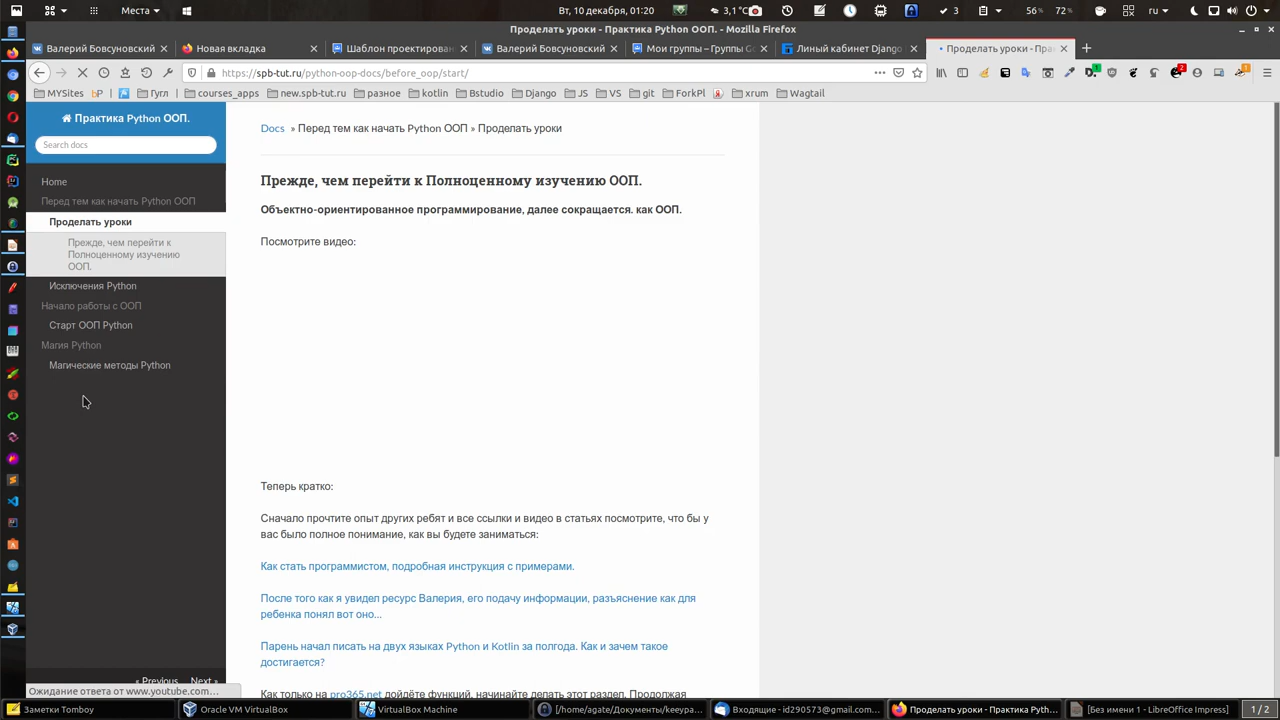 Места
Вт, 10 декабря, 01:20
3,1 °C
3
56 %
72 %
Проделать уроки - Практика Python ООП. - Mozilla Firefox
Валерий Бовсуновский
Новая вкладка
Шаблон проектирован
Валерий Бовсуновский
Мои группы – Группы G
Линый кабинет Django
Проделать уроки - Пра
https://spb-tut.ru/python-oop-docs/before_oop/start/
MYSites
Гугл
courses_apps
new.spb-tut.ru
разное
kotlin
Bstudio
Django
JS
VS
git
ForkPl
xrum
Wagtail
Практика Python ООП.
Search docs
Home
Перед тем как начать Python ООП
Проделать уроки
Прежде, чем перейти к
Полноценному изучению
ООП.
Исключения Python
Начало работы с ООП
Старт ООП Python
Магия Python
Магические методы Python
« Previous
Next »
Docs » Перед тем как начать Python ООП » Проделать уроки
Прежде, чем перейти к Полноценному изучению ООП.
Объектно-ориентированное программирование, далее сокращается. как ООП.
Посмотрите видео:
Теперь кратко:
Сначало прочтите опыт других ребят и все ссылки и видео в статьях посмотрите, что бы у
вас было полное понимание, как вы будете заниматься:
Как стать программистом, подробная инструкция с примерами.
После того как я увидел ресурс Валерия, его подачу информации, разъяснение как для
ребенка понял вот оно...
Парень начал писать на двух языках Python и Kotlin за полгода. Как и зачем такое
достигается?
Как только на pro365.net дойдёте функций, начинайте делать этот раздел. Продолжая
Ожидание ответа от www.youtube.com…
Заметки Tomboy
Oracle VM VirtualBox
VirtualBox Machine
[/home/agate/Документы/keeура...
Входящие - id290573@gmail.com...
Проделать уроки - Практика Pyth...
[Без имени 1 - LibreOffice Impress]
1 / 2